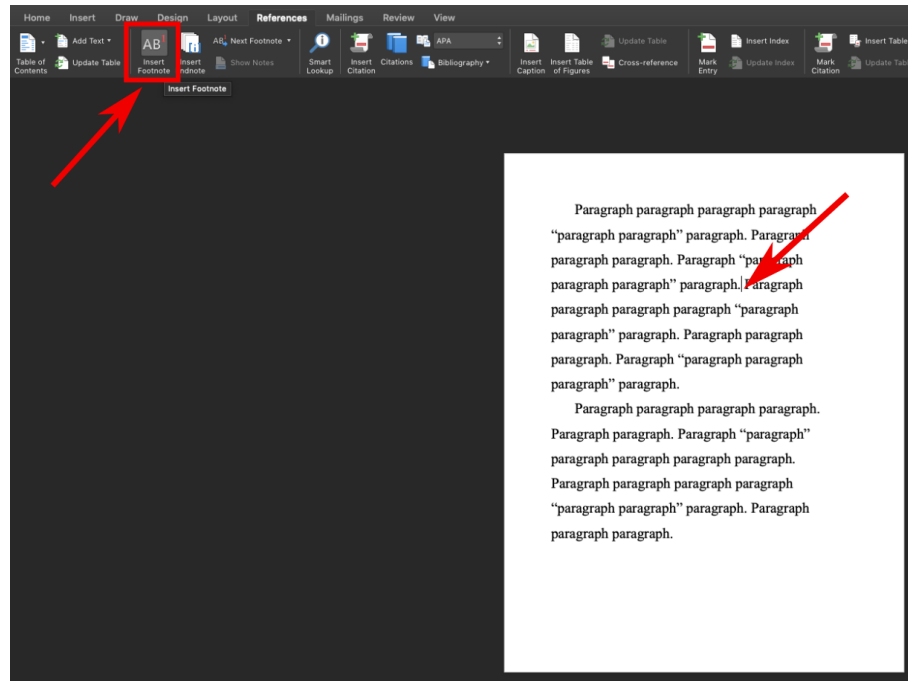 Home Insert Draw Design Layout References Mailings Review View
Add Text AB Next Footnote APA Update Table Insert Index Insert Table
Table of Contents Update Table Insert Footnote Insert Show Notes Smart Lookup Insert Citation Citations Bibliography Insert Caption Insert Table of Figures Cross-reference Mark Entry Update Index Mark Citation Update
Insert Footnote
Paragraph paragraph paragraph paragraph
“paragraph paragraph” paragraph. Paragraph
paragraph paragraph. Paragraph “paragraph
paragraph paragraph” paragraph. Paragraph
paragraph paragraph paragraph “paragraph
paragraph” paragraph. Paragraph paragraph
paragraph. Paragraph “paragraph paragraph
paragraph” paragraph.
Paragraph paragraph paragraph paragraph.
Paragraph paragraph. Paragraph “paragraph”
paragraph paragraph paragraph paragraph.
Paragraph paragraph paragraph paragraph
“paragraph paragraph” paragraph. Paragraph
paragraph paragraph.